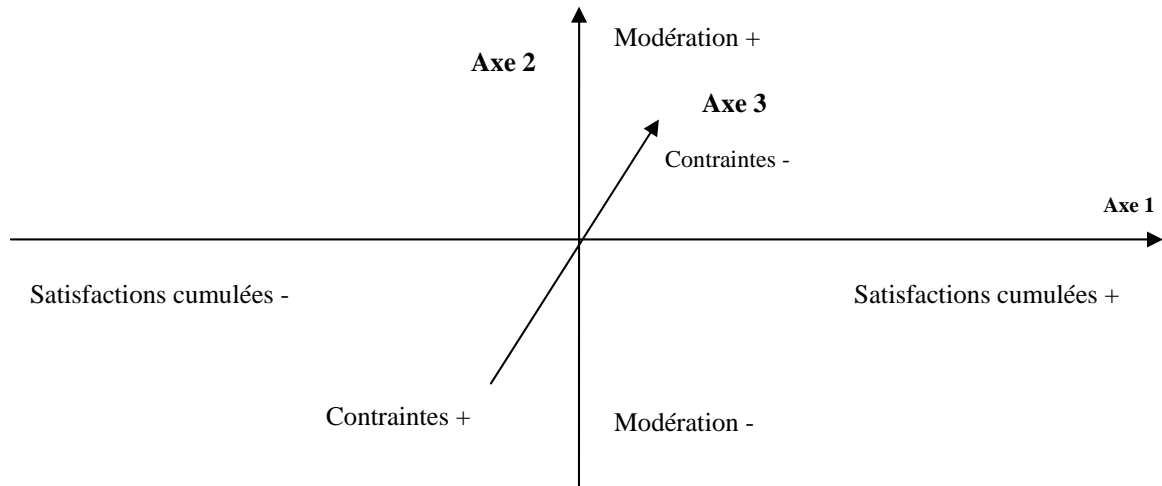 Modération +
Axe 2
Axe 3
Contraintes -
Axe 1
Satisfactions cumulées -
Satisfactions cumulées +
Contraintes +
Modération -